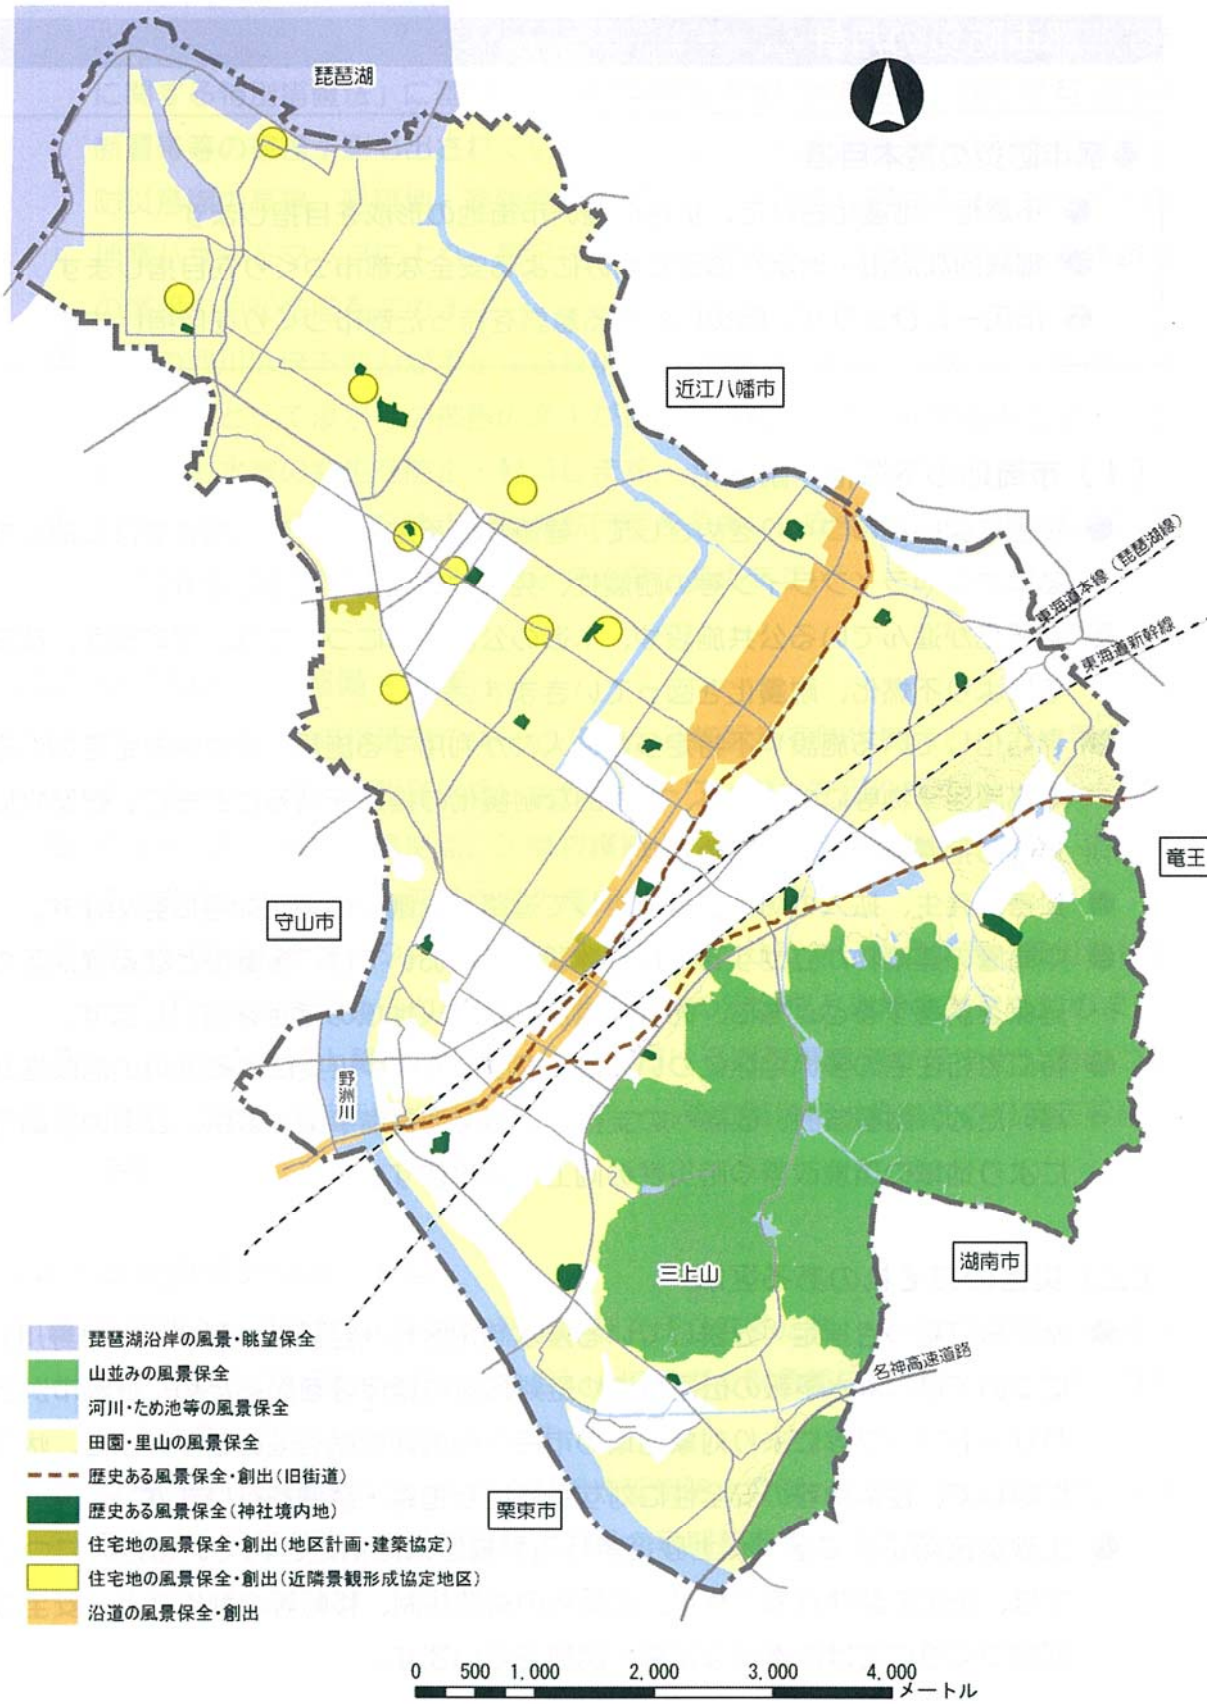 琵琶湖
近江八幡市
東海道本線(琵琶湖線)
東海道新幹線
竜王
守山市
野洲川
湖南市
三上山
名神高速道路
栗東市
琵琶湖沿岸の風景・眺望保全
山並みの風景保全
河川・ため池等の風景保全
田園・里山の風景保全
歴史ある風景保全・創出(旧街道)
歴史ある風景保全(神社境内地)
住宅地の風景保全・創出(地区計画・建築協定)
住宅地の風景保全・創出(近隣景観形成協定地区)
沿道の風景保全・創出
0 500 1,000 2,000 3,000 4,000
メートル